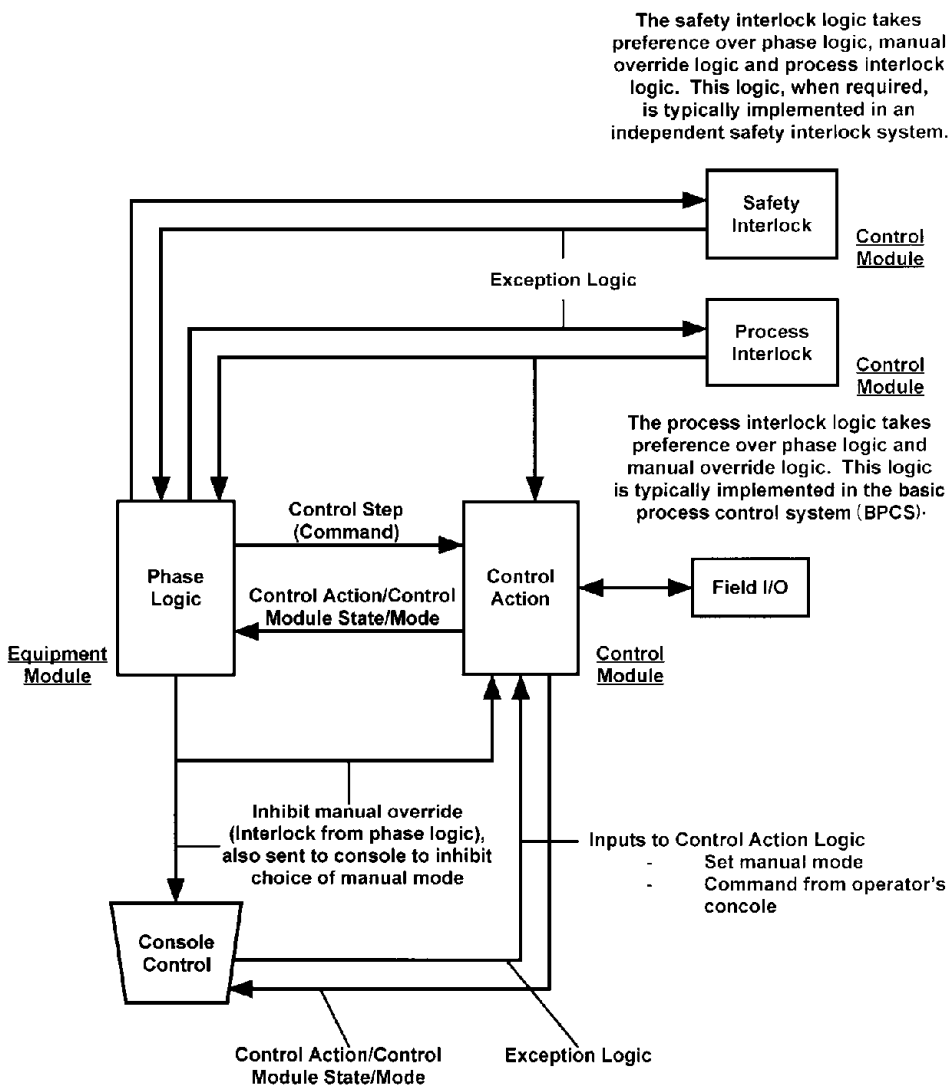 The safety interlock logic takes
preference over phase logic, manual
override logic and process interlock
logic. This logic, when required,
is typically implemented in an
independent safety interlock system.
Safety
Interlock
Control
Module
Exception Logic
Process
Interlock
Control
Module
The process interlock logic takes
preference over phase logic and
manual override logic. This logic
is typically implemented in the basic
process control system (BPCS).
Control Step
(Command)
Phase
Logic
Control Action/Control
Module State/Mode
Control
Action
Field I/O
Equipment
Module
Control
Module
Inhibit manual override
(Interlock from phase logic),
also sent to console to inhibit
choice of manual mode
Inputs to Control Action Logic
- Set manual mode
- Command from operator's
concole
Console
Control
Control Action/Control
Module State/Mode
Exception Logic